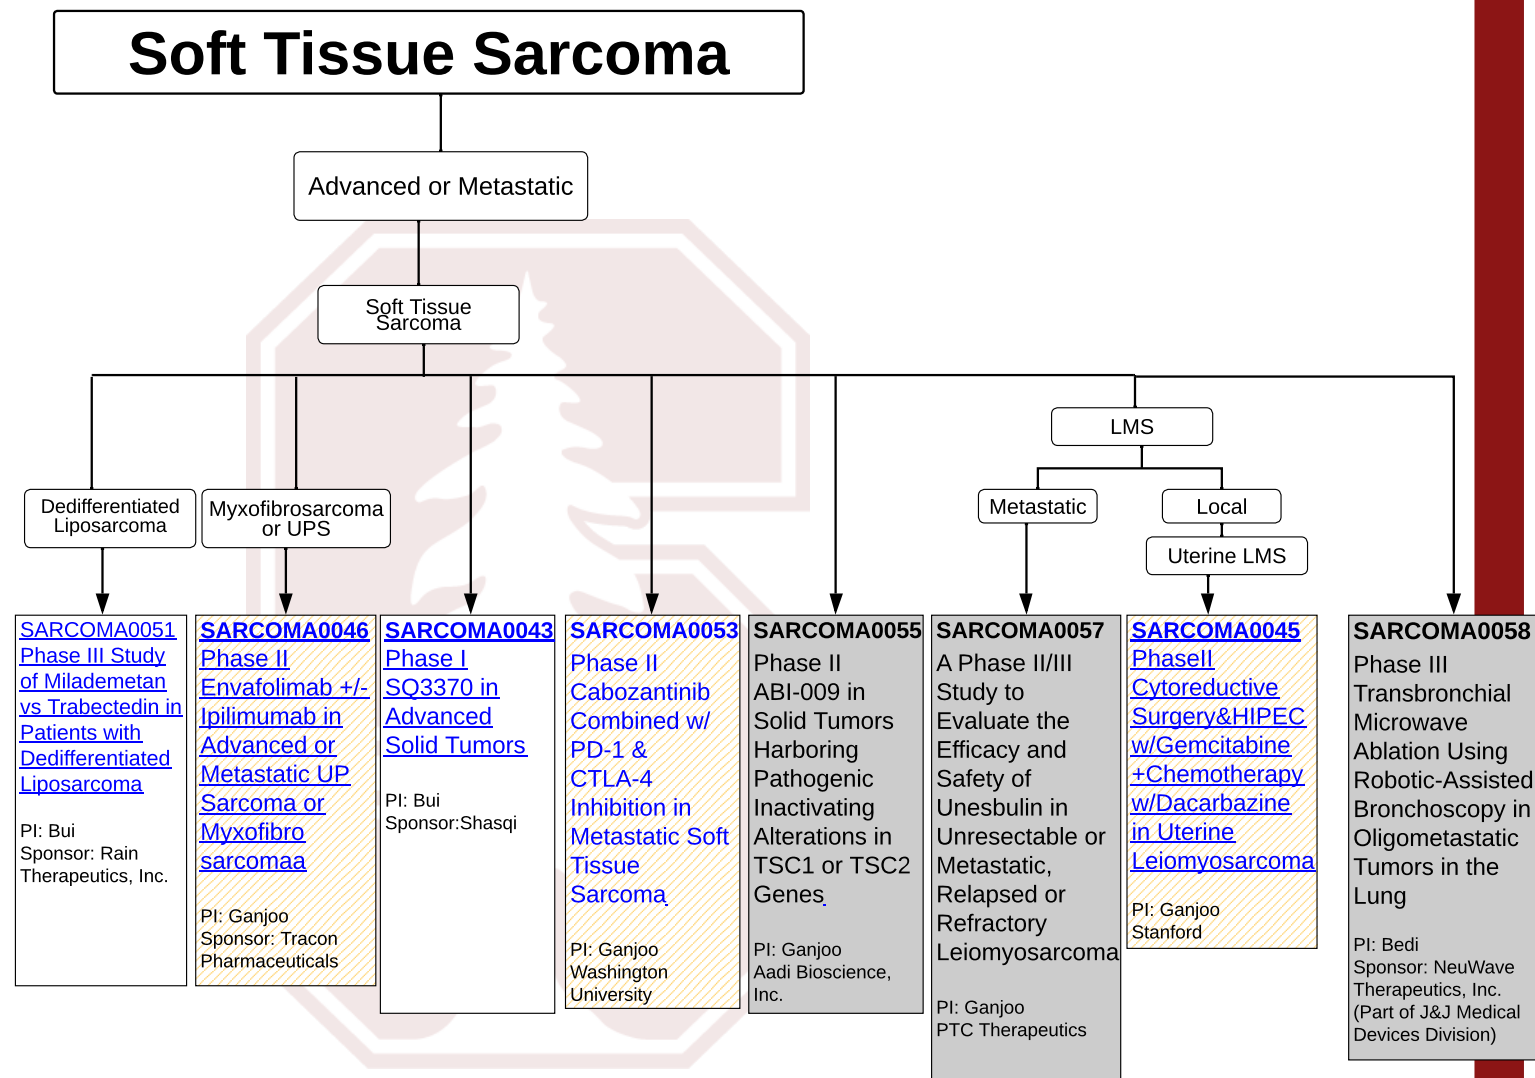 Soft Tissue Sarcoma
Advanced or Metastatic
Soft Tissue
Sarcoma
LMS
Dedifferentiated
Liposarcoma
Myxofibrosarcoma
or UPS
Metastatic
Local
Uterine LMS
SARCOMA0051
Phase III Study
of Milademetan
vs Trabectedin in
Patients with
Dedifferentiated
Liposarcoma
PI: Bui
Sponsor: Rain
Therapeutics, Inc.
SARCOMA0046
Phase II
Envafolimab +/-
Ipilimumab in
Advanced or
Metastatic UP
Sarcoma or
Myxofibro
sarcomaa
PI: Ganjoo
Sponsor: Tracon
Pharmaceuticals
SARCOMA0043
Phase I
SQ3370 in
Advanced
Solid Tumors
PI: Bui
Sponsor:Shasqi
SARCOMA0053
Phase II
Cabozantinib
Combined w/
PD-1 &
CTLA-4
Inhibition in
Metastatic Soft
Tissue
Sarcoma
PI: Ganjoo
Washington
University
SARCOMA0055
Phase II
ABI-009 in
Solid Tumors
Harboring
Pathogenic
Inactivating
Alterations in
TSC1 or TSC2
Genes
PI: Ganjoo
Aadi Bioscience,
Inc.
SARCOMA0057
A Phase II/III
Study to
Evaluate the
Efficacy and
Safety of
Unesbulin in
Unresectable or
Metastatic,
Relapsed or
Refractory
Leiomyosarcoma
PI: Ganjoo
PTC Therapeutics
SARCOMA0045
PhaseII
Cytoreductive
Surgery&HIPEC
w/Gemcitabine
+Chemotherapy
w/Dacarbazine
in Uterine
Leiomyosarcoma
PI: Ganjoo
Stanford
SARCOMA0058
Phase III
Transbronchial
Microwave
Ablation Using
Robotic-Assisted
Bronchoscopy in
Oligometastatic
Tumors in the
Lung
PI: Bedi
Sponsor: NeuWave
Therapeutics, Inc.
(Part of J&J Medical
Devices Division)